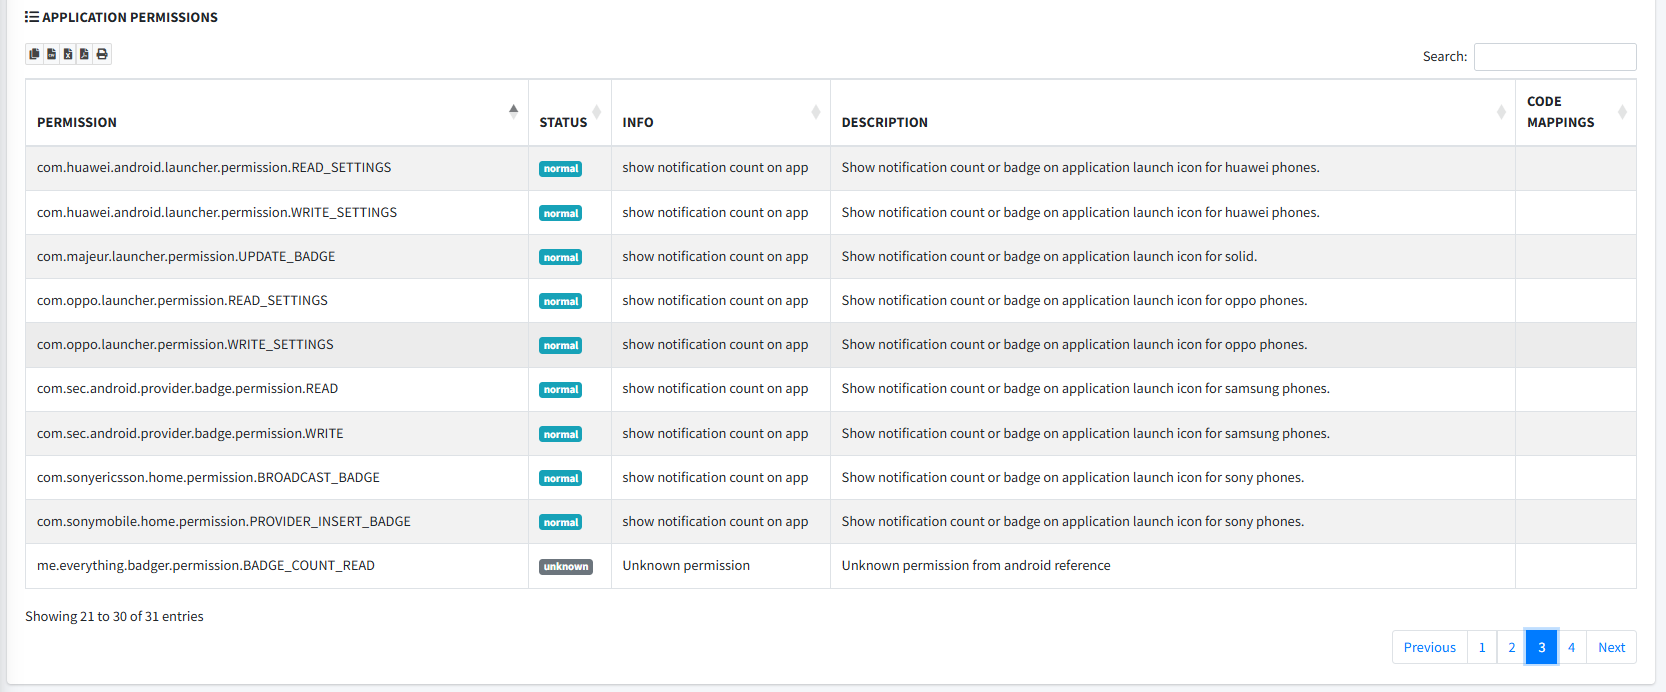 APPLICATION PERMISSIONS
Search:
PERMISSION STATUS INFO DESCRIPTION CODE MAPPINGS
com.huawei.android.launcher.permission.READ_SETTINGS normal show notification count on app Show notification count or badge on application launch icon for huawei phones.
com.huawei.android.launcher.permission.WRITE_SETTINGS normal show notification count on app Show notification count or badge on application launch icon for huawei phones.
com.majeur.launcher.permission.UPDATE_BADGE normal show notification count on app Show notification count or badge on application launch icon for solid.
com.oppo.launcher.permission.READ_SETTINGS normal show notification count on app Show notification count or badge on application launch icon for oppo phones.
com.oppo.launcher.permission.WRITE_SETTINGS normal show notification count on app Show notification count or badge on application launch icon for oppo phones.
com.sec.android.provider.badge.permission.READ normal show notification count on app Show notification count or badge on application launch icon for samsung phones.
com.sec.android.provider.badge.permission.WRITE normal show notification count on app Show notification count or badge on application launch icon for samsung phones.
com.sonyericsson.home.permission.BROADCAST_BADGE normal show notification count on app Show notification count or badge on application launch icon for sony phones.
com.sonymobile.home.permission.PROVIDER_INSERT_BADGE normal show notification count on app Show notification count or badge on application launch icon for sony phones.
me.everything.badger.permission.BADGE_COUNT_READ unknown Unknown permission Unknown permission from android reference
Showing 21 to 30 of 31 entries
Previous 1 2 3 4 Next